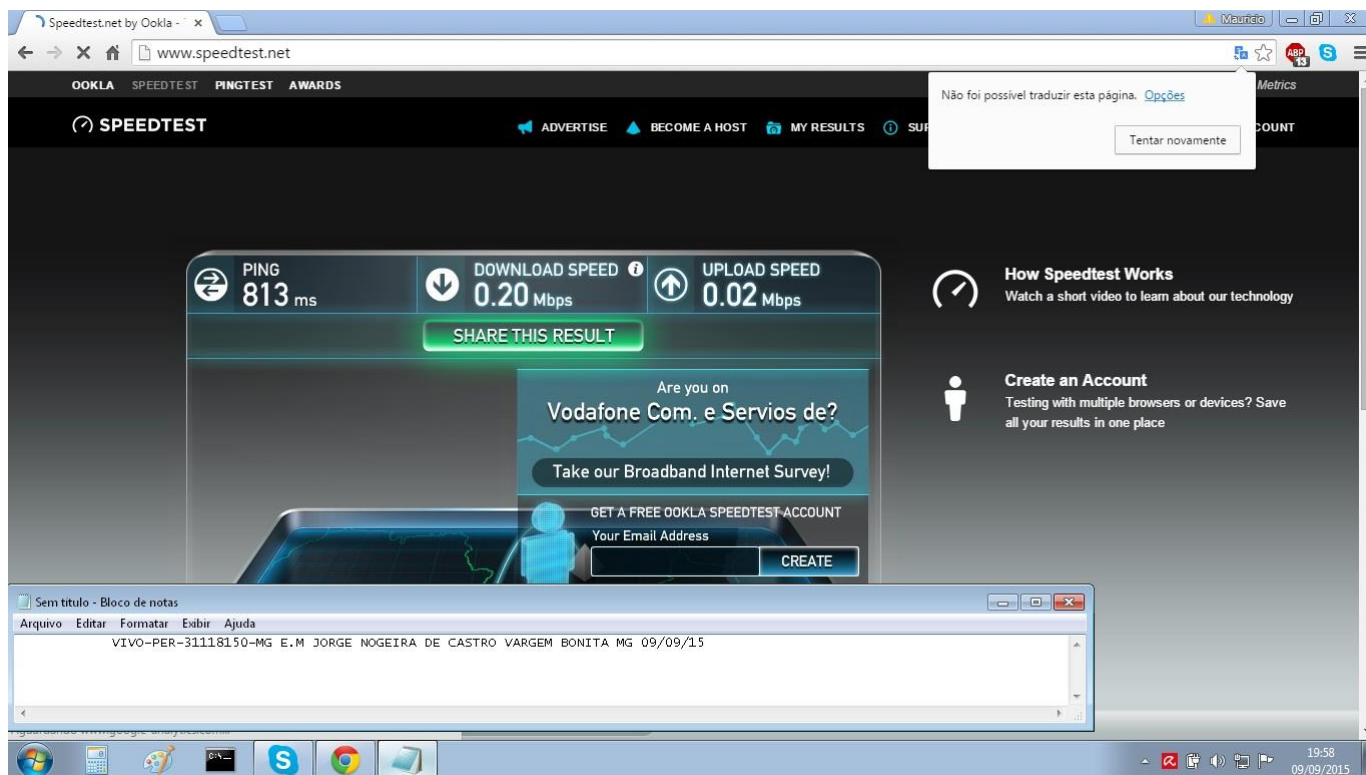 Speedtest.net by Ookla -
Maurício
www.speedtest.net
ABP
13
OOKLA SPEEDTEST PINGTEST AWARDS
Metrics
Não foi possível traduzir esta página. Opções
Tentar novamente
SPEEDTEST
ADVERTISE BECOME A HOST MY RESULTS
COUNT
PING
813 ms
DOWNLOAD SPEED
0.20 Mbps
UPLOAD SPEED
0.02 Mbps
SHARE THIS RESULT
Are you on
Vodafone Com. e Servios de?
Take our Broadband Internet Survey!
GET A FREE OOKLA SPEEDTEST ACCOUNT
Your Email Address
CREATE
How Speedtest Works
Watch a short video to learn about our technology
Create an Account
Testing with multiple browsers or devices? Save
all your results in one place
Sem título - Bloco de notas
Arquivo Editar Formatar Exibir Ajuda
VIVO-PER-31118150-MG E.M JORGE NOGEIRA DE CASTRO VARGEM BONITA MG 09/09/15
19:58
09/09/2015